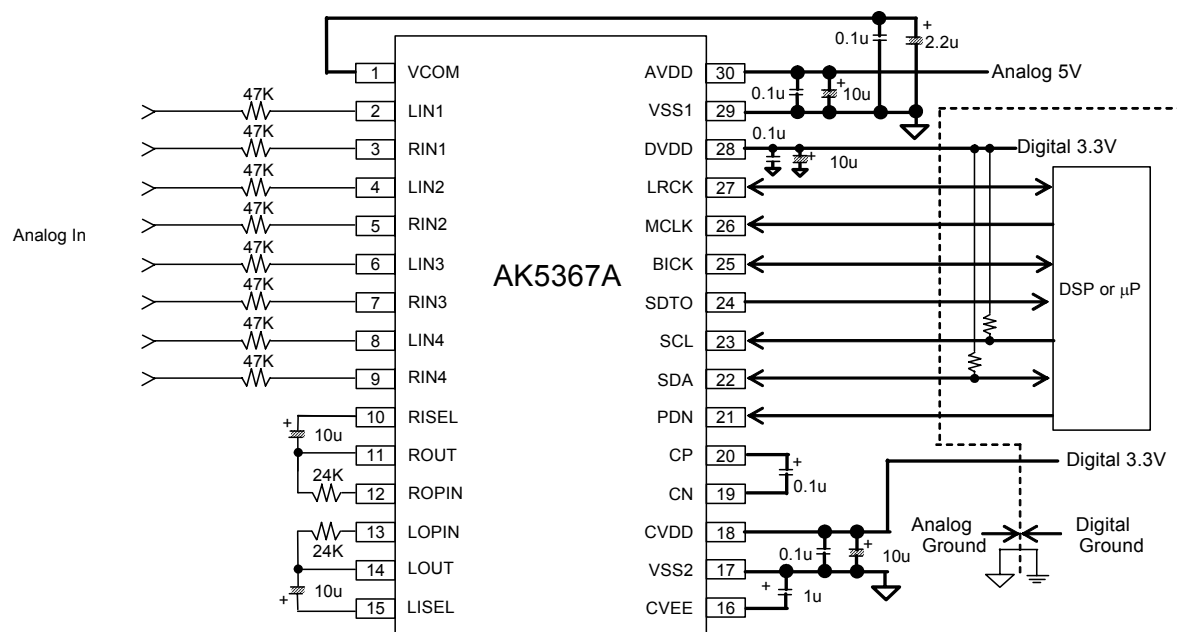 0.1u
+
2.2u
1 VCOM
AVDD 30
Analog 5V
47K
2 LIN1
0.1u
+
10u
VSS1 29
47K
3 RIN1
0.1u
DVDD 28
+
10u
Digital 3.3V
47K
4 LIN2
LRCK 27
47K
5 RIN2
MCLK 26
Analog In
47K
6 LIN3
AK5367A
BICK 25
DSP or μP
47K
7 RIN3
SDTO 24
47K
8 LIN4
SCL 23
47K
9 RIN4
SDA 22
10 RISEL
PDN 21
+
10u
11 ROUT
CP 20
+
0.1u
Digital 3.3V
24K
12 ROPIN
CN 19
13 LOPIN
24K
CVDD 18
0.1u
+
10u
Analog
Ground
Digital
Ground
14 LOUT
VSS2 17
+
10u
+
1u
15 LISEL
CVEE 16